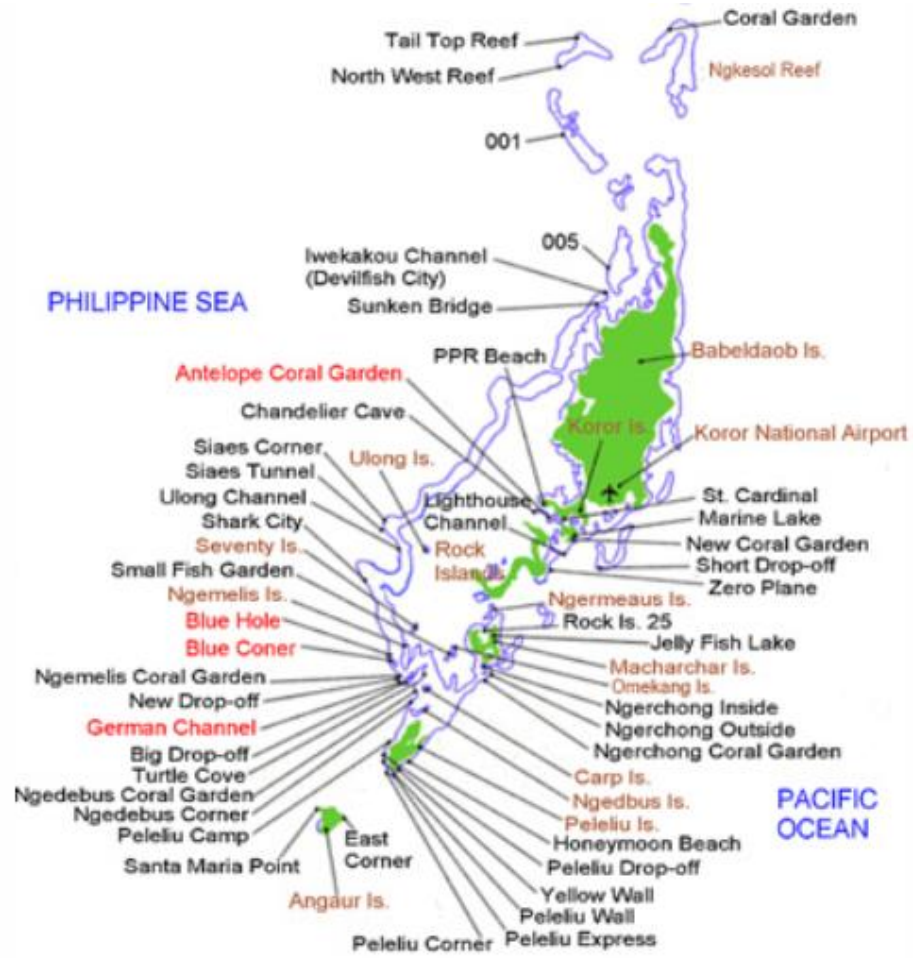 Coral Garden
Tail Top Reef
Ngkesol Reef
North West Reef
001
005
Iwekakou Channel
(Devilfish City)
PHILIPPINE SEA
Sunken Bridge
PPR Beach
Babeldaob Is.
Antelope Coral Garden
Chandelier Cave
Koror Is.
Koror National Airport
Siaes Corner
Ulong Is.
Siaes Tunnel
Ulong Channel
Lighthouse
Channel
St. Cardinal
Shark City
Marine Lake
Seventy Is.
Rock
Islands
New Coral Garden
Small Fish Garden
Short Drop-off
Zero Plane
Ngemelis Is.
Ngermeaus Is.
Blue Hole
Rock Is. 25
Blue Coner
Jelly Fish Lake
Macharchar Is.
Ngemelis Coral Garden
Omekang Is.
New Drop-off
Ngerchong Inside
German Channel
Ngerchong Outside
Big Drop-off
Ngerchong Coral Garden
Turtle Cove
Carp Is.
Ngedebus Coral Garden
Ngedbus Is.
PACIFIC
OCEAN
Ngedebus Corner
Peleliu Is.
Peleliu Camp
Honeymoon Beach
East
Corner
Santa Maria Point
Peleliu Drop-off
Angaur Is.
Yellow Wall
Peleliu Wall
Peleliu Corner
Peleliu Express